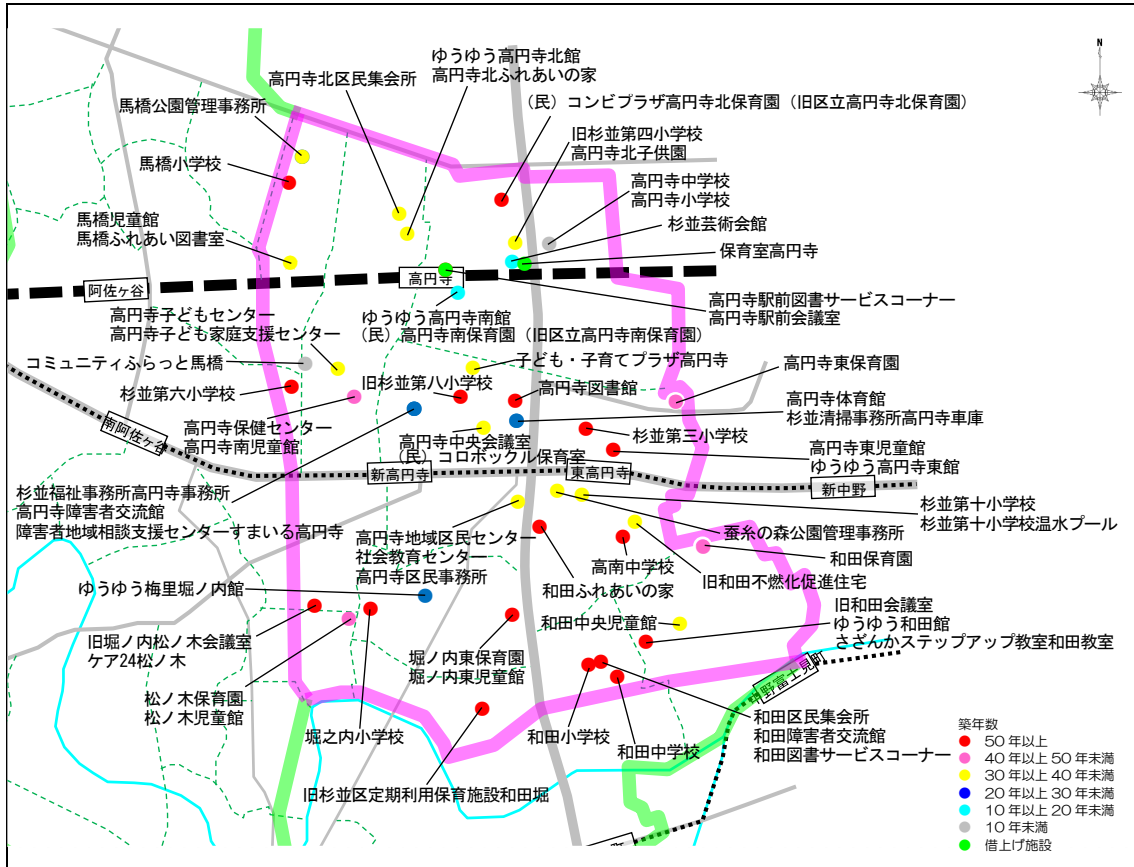 N
ゆうゆう高円寺北館
高円寺北ふれあいの家
高円寺北区民集会所
馬橋公園管理事務所
（民）コンビプラザ高円寺北保育園（旧区立高円寺北保育園）
旧杉並第四小学校
高円寺北子供園
馬橋小学校
高円寺中学校
高円寺小学校
杉並芸術会館
馬橋児童館
馬橋ふれあい図書室
保育室高円寺
阿佐ヶ谷
高円寺
高円寺駅前図書サービスコーナー
高円寺駅前会議室
高円寺子どもセンター
高円寺子ども家庭支援センター
ゆうゆう高円寺南館
（民）高円寺南保育園（旧区立高円寺南保育園）
コミュニティふらっと馬橋
子ども・子育てプラザ高円寺
高円寺東保育園
杉並第六小学校
旧杉並第八小学校
高円寺図書館
高円寺体育館
杉並清掃事務所高円寺車庫
南阿佐ヶ谷
高円寺保健センター
高円寺南児童館
高円寺中央会議室
（民）コロボックル保育室
杉並第三小学校
高円寺東児童館
ゆうゆう高円寺東館
新高円寺
東高円寺
新中野
杉並福祉事務所高円寺事務所
高円寺障害者交流館
障害者地域相談支援センターすまいる高円寺
杉並第十小学校
杉並第十小学校温水プール
高円寺地域区民センター
社会教育センター
高円寺区民事務所
蚕糸の森公園管理事務所
高南中学校
和田保育園
和田ふれあいの家
旧和田不燃化促進住宅
ゆうゆう梅里堀ノ内館
旧堀ノ内松ノ木会議室
ケア24松ノ木
和田中央児童館
旧和田会議室
ゆうゆう和田館
さざんかステップアップ教室和田教室
堀ノ内東保育園
堀ノ内東児童館
松ノ木保育園
松ノ木児童館
中野富士見町
堀之内小学校
和田小学校
和田中学校
和田区民集会所
和田障害者交流館
和田図書サービスコーナー
旧杉並区定期利用保育施設和田堀
築年数
50年以上
40年以上50年未満
30年以上40年未満
20年以上30年未満
10年以上20年未満
10年未満
借上げ施設